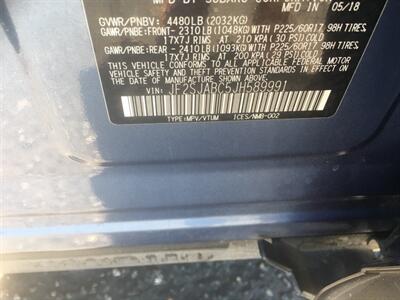 MFD BY SUBARU CORPORATION
MFD IN 05/18
GVWR/PNBV: 4480LB (2032KG)
GAWR/PNBE-FRONT: -2310LB (1048KG) WITH P225/60R17 98H TIRES.
17X7J RIMS AT 210 KPA( 30 PSI)COLD
GAWR/PNBE-REAR: -2410LB (1093KG) WITH P225/60R17 98H TIRES.
17X7J RIMS AT 200 KPA( 29 PSI)COLD
THIS VEHICLE CONFORMS TO ALL APPLICABLE FEDERAL MOTOR
VEHICLE SAFETY STANDARDS IN EFFECT ON THE
DATE OF MANUFACTURE SHOWN ABOVE.
VIN: JF2SJABC5JH589991
TYPE:MPV/VTUM ICES/NMB-002